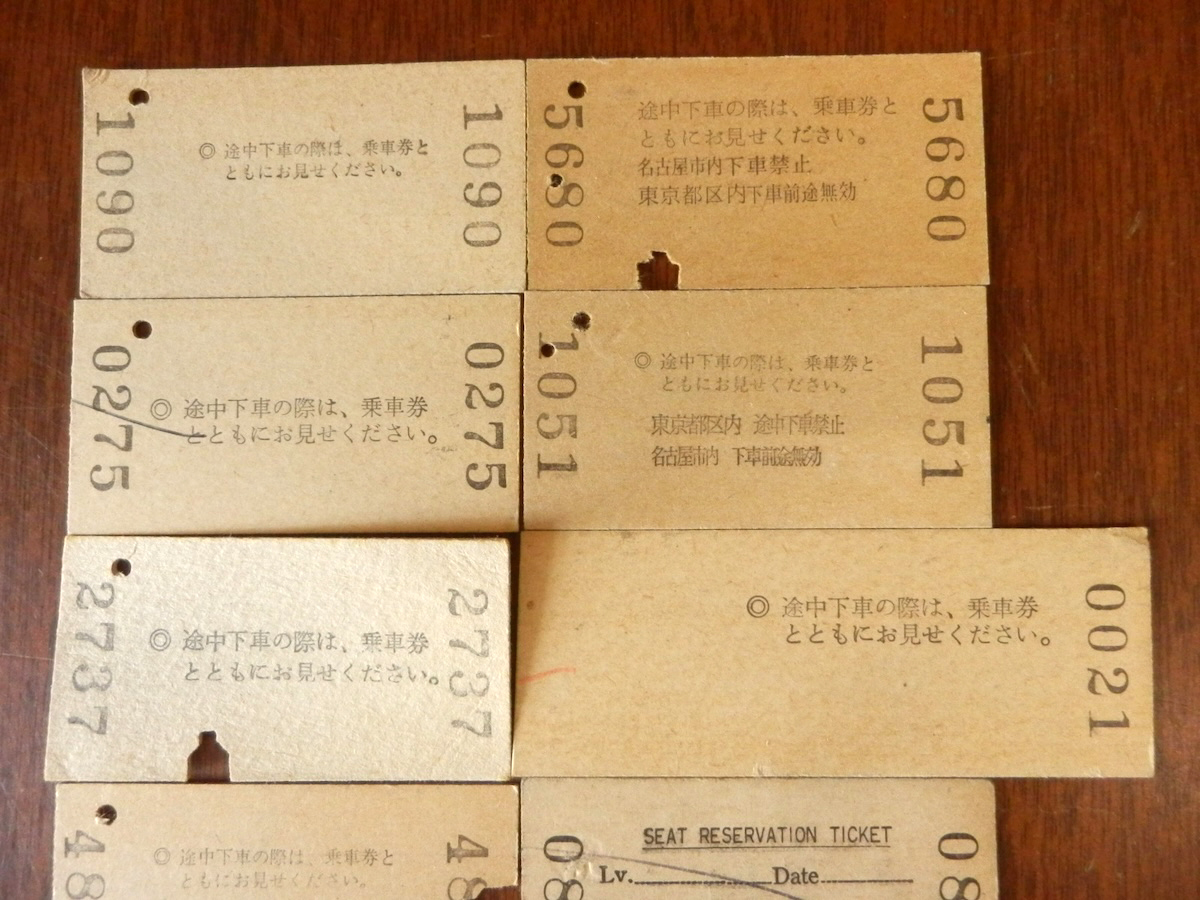 1090
◎ 途中下車の際は、乗車券と
ともにお見せください。
1090
5680
途中下車の際は、乗車券と
ともにお見せください。
名古屋市内下車禁止
東京都区内下車前途無効
5680
0275
◎ 途中下車の際は、乗車券
とともにお見せください。
0275
1051
◎ 途中下車の際は、乗車券と
ともにお見せください。
東京都区内 途中下車禁止
名古屋市内 下車前途無効
1051
2737
◎ 途中下車の際は、乗車券
とともにお見せください。
2737
◎ 途中下車の際は、乗車券
とともにお見せください。
0021
48
◎ 途中下車の際は、乗車券と
ともにお見せください。
48
08
SEAT RESERVATION TICKET
Lv. Date
08